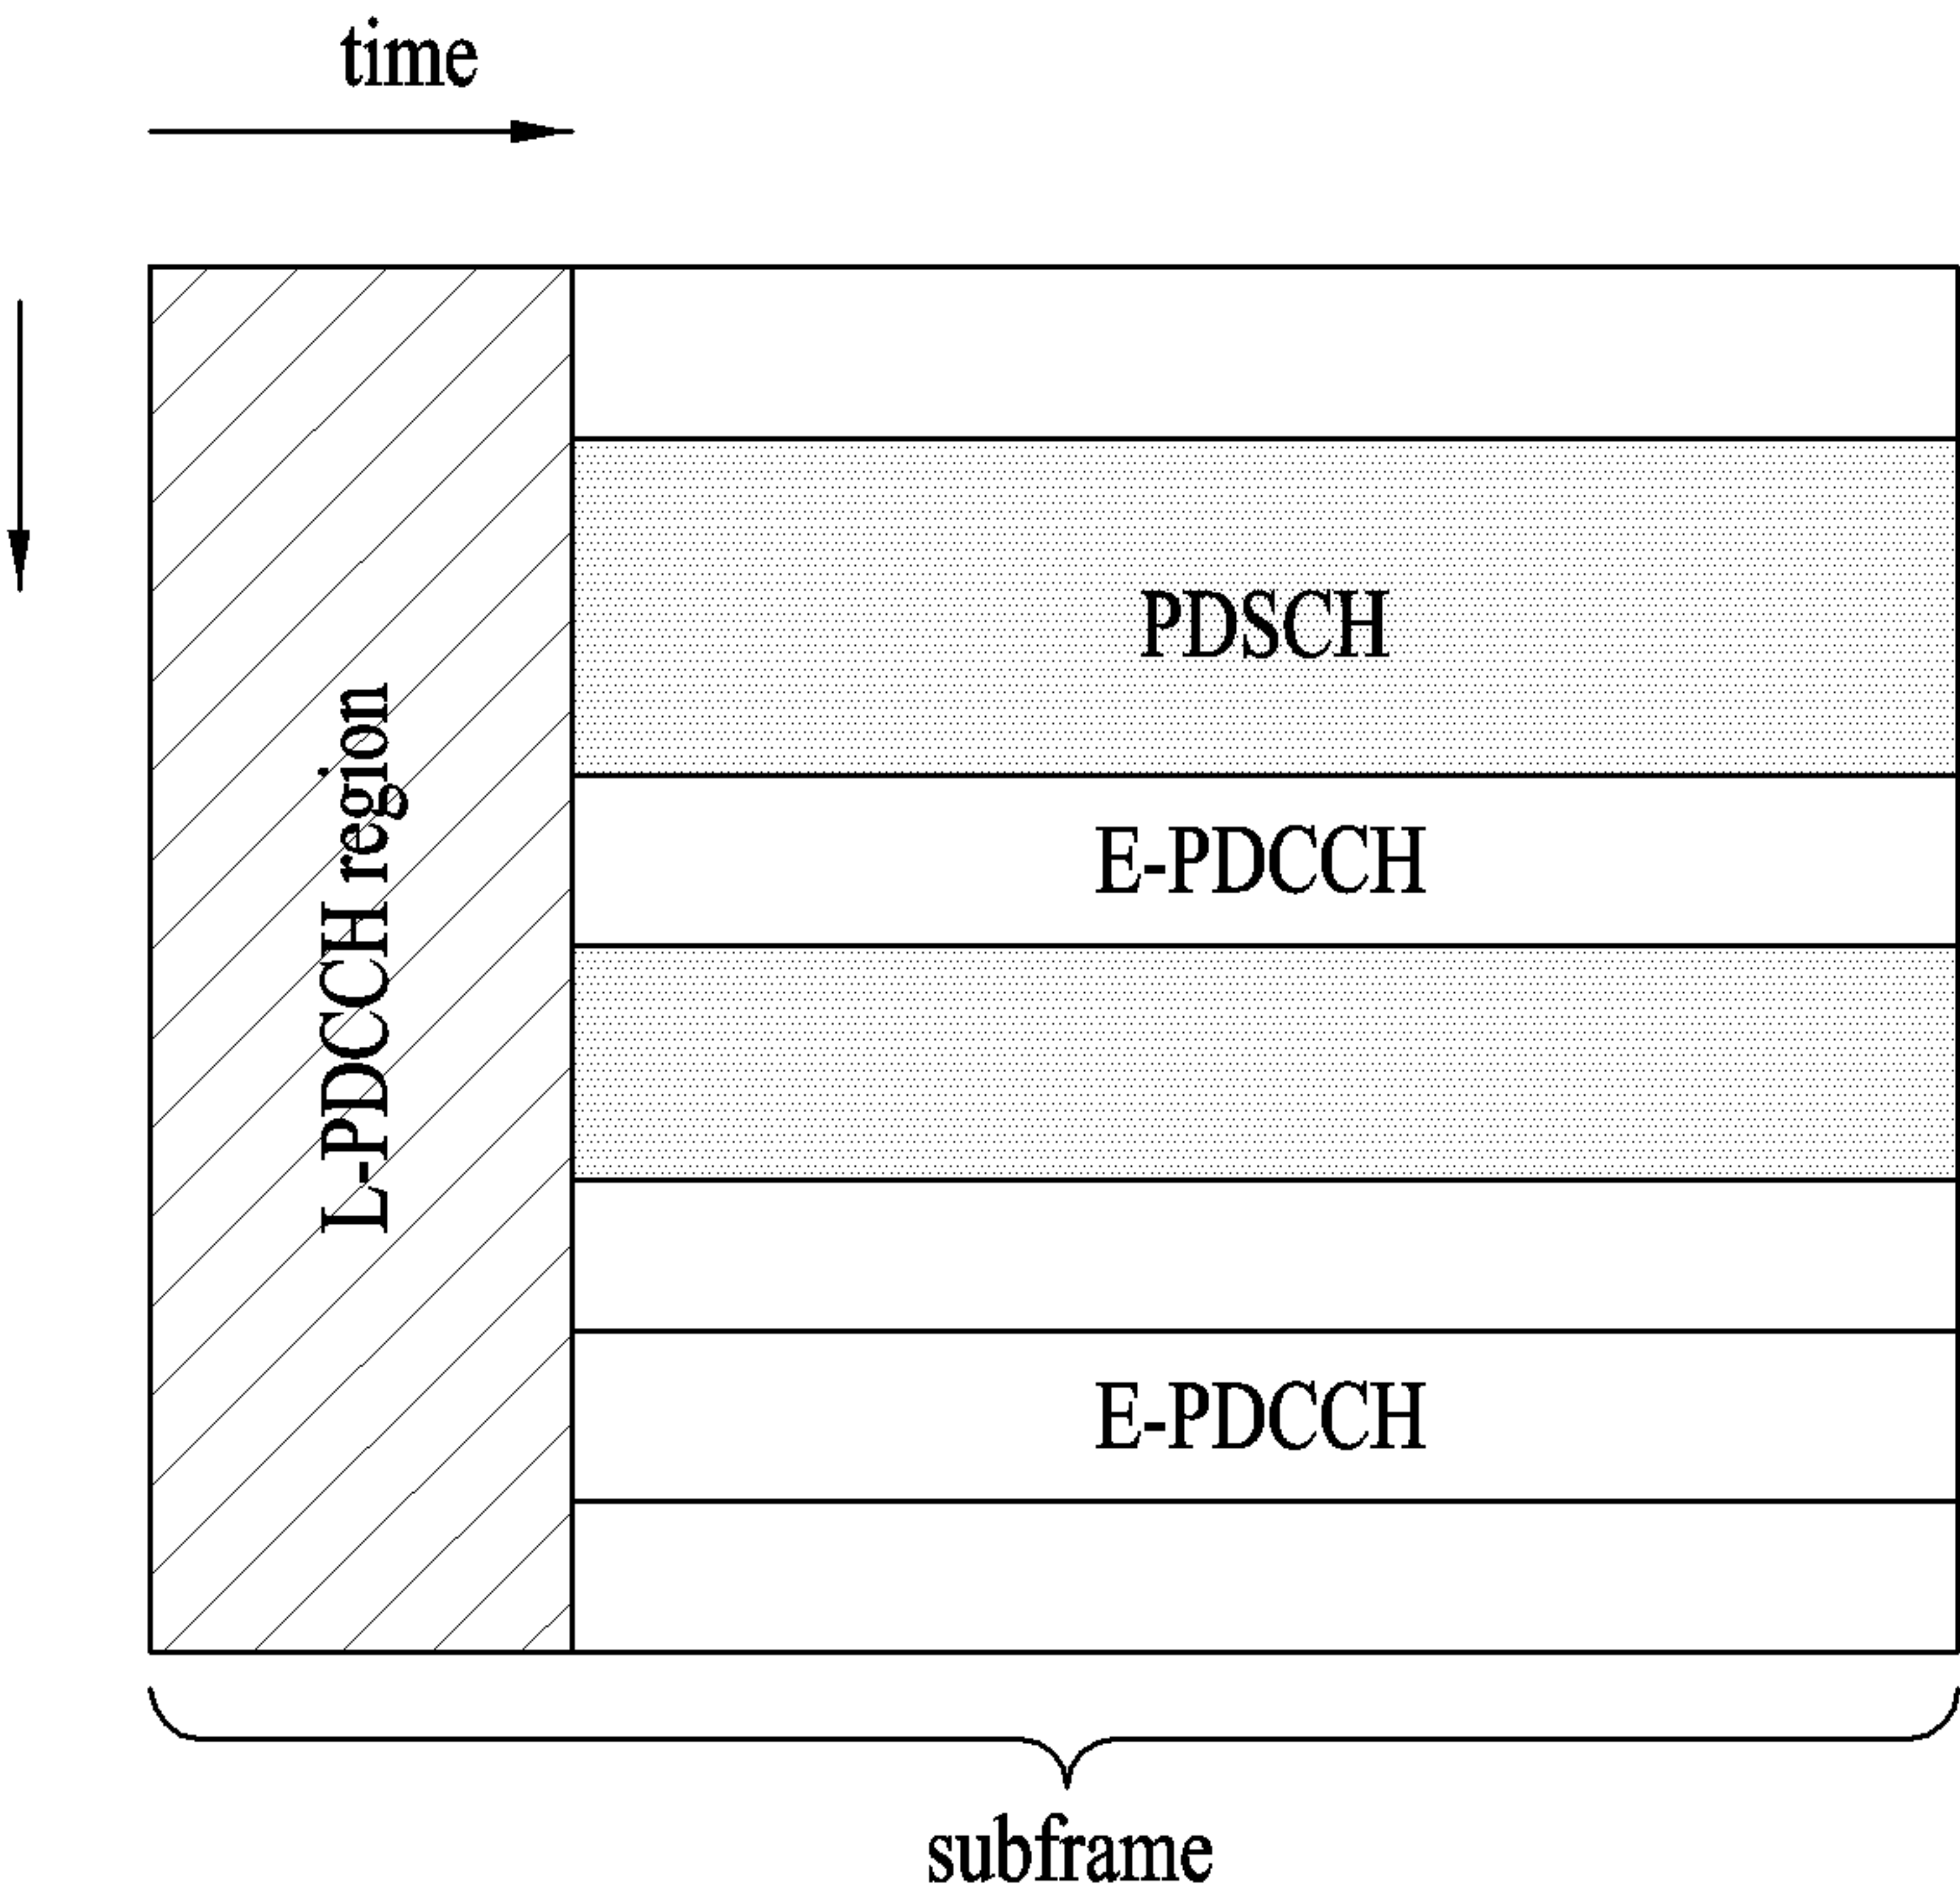 time
L-PDCCH region
PDSCH
E-PDCCH
E-PDCCH
subframe